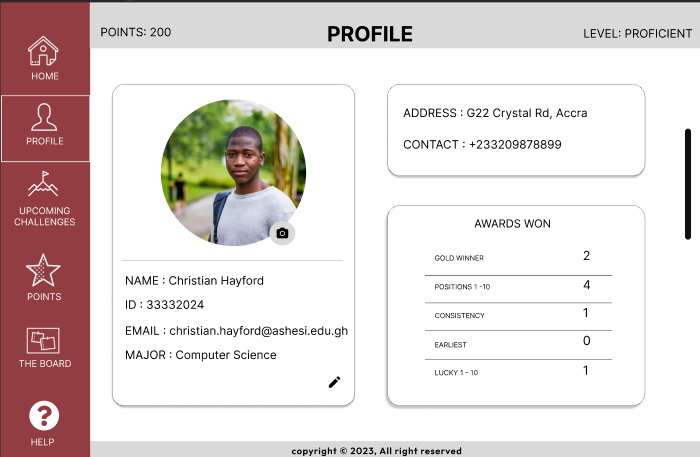 POINTS: 200
PROFILE
LEVEL: PROFICIENT
HOME
PROFILE
UPCOMING
CHALLENGES
POINTS
THE BOARD
HELP
NAME : Christian Hayford
ID : 33332024
EMAIL : christian.hayford@ashesi.edu.gh
MAJOR : Computer Science
ADDRESS : G22 Crystal Rd, Accra
CONTACT : +233209878899
AWARDS WON
GOLD WINNER 2
POSITIONS 1 -10 4
CONSISTENCY 1
EARLIEST 0
LUCKY 1 - 10 1
copyright © 2023, All right reserved